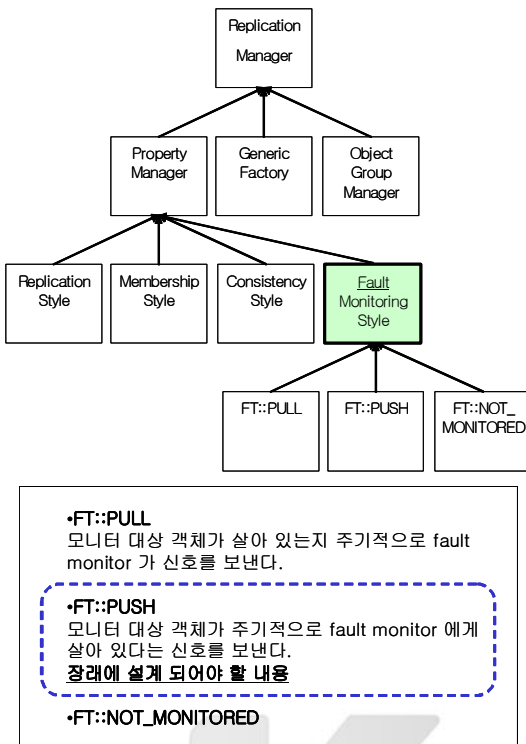 Replication
Manager
Property
Manager
Generic
Factory
Object
Group
Manager
Replication
Style
Membership
Style
Consistency
Style
Fault
Monitoring
Style
FT::PULL
FT::PUSH
FT::NOT_
MONITORED
•FT::PULL
모니터 대상 객체가 살아 있는지 주기적으로 fault
monitor 가 신호를 보낸다.
•FT::PUSH
모니터 대상 객체가 주기적으로 fault monitor 에게
살아 있다는 신호를 보낸다.
장래에 설계 되어야 할 내용
•FT::NOT_MONITORED